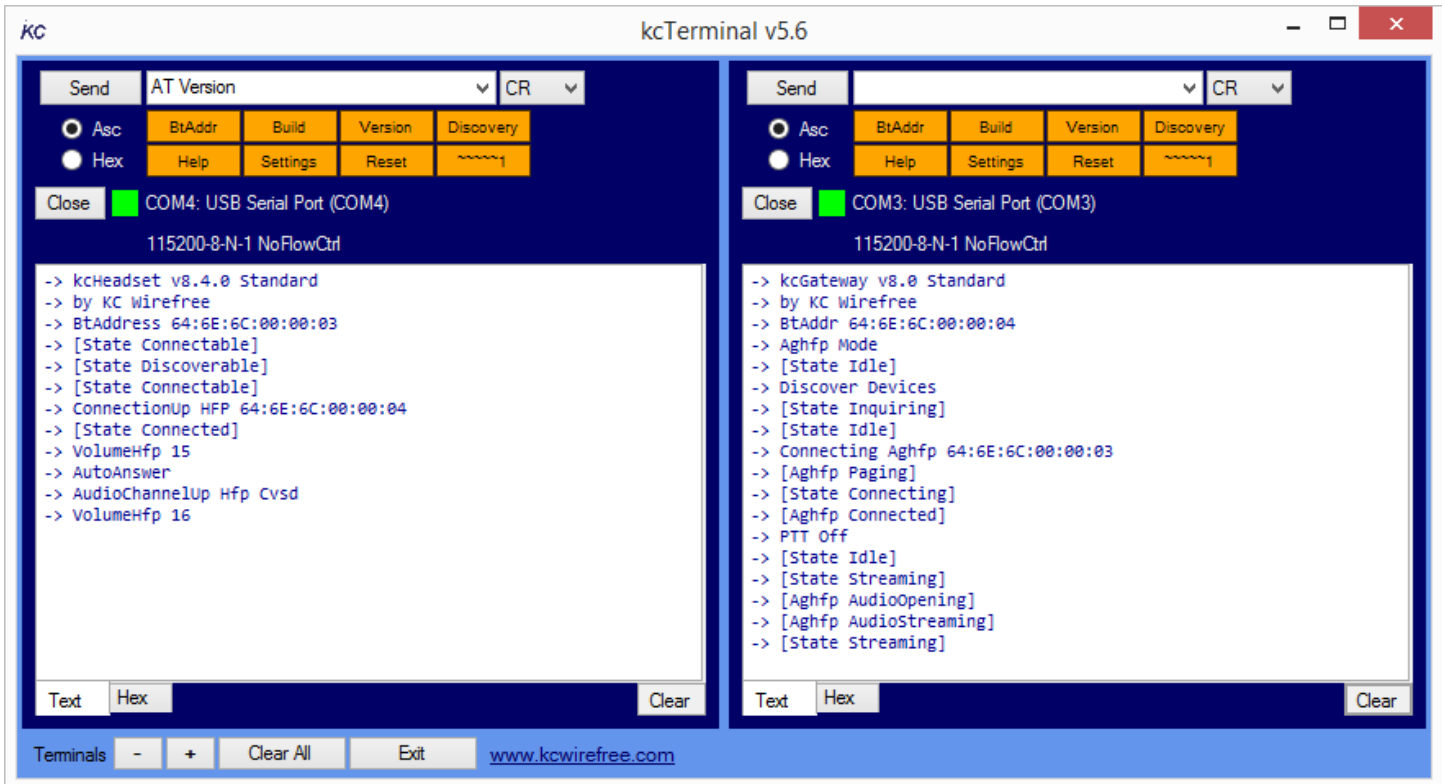 KC kcTerminal v5.6
Send AT Version CR
Asc BtAddr Build Version Discovery
Hex Help Settings Reset ~~~~~1
Close COM4: USB Serial Port (COM4)
115200-8-N-1 NoFlowCtrl
-> kcHeadset v8.4.0 Standard
-> by KC Wirefree
-> BtAddress 64:6E:6C:00:00:03
-> [State Connectable]
-> [State Discoverable]
-> [State Connectable]
-> ConnectionUp HFP 64:6E:6C:00:00:04
-> [State Connected]
-> VolumeHfp 15
-> AutoAnswer
-> AudioChannelUp Hfp Cvsd
-> VolumeHfp 16
Text Hex Clear
Send CR
Asc BtAddr Build Version Discovery
Hex Help Settings Reset ~~~~~1
Close COM3: USB Serial Port (COM3)
115200-8-N-1 NoFlowCtrl
-> kcGateway v8.0 Standard
-> by KC Wirefree
-> BtAddr 64:6E:6C:00:00:04
-> Aghfp Mode
-> [State Idle]
-> Discover Devices
-> [State Inquiring]
-> [State Idle]
-> Connecting Aghfp 64:6E:6C:00:00:03
-> [Aghfp Paging]
-> [State Connecting]
-> [Aghfp Connected]
-> PTT Off
-> [State Idle]
-> [State Streaming]
-> [Aghfp AudioOpening]
-> [Aghfp AudioStreaming]
-> [State Streaming]
Text Hex Clear
Terminals - + Clear All Exit www.kcwirefree.com